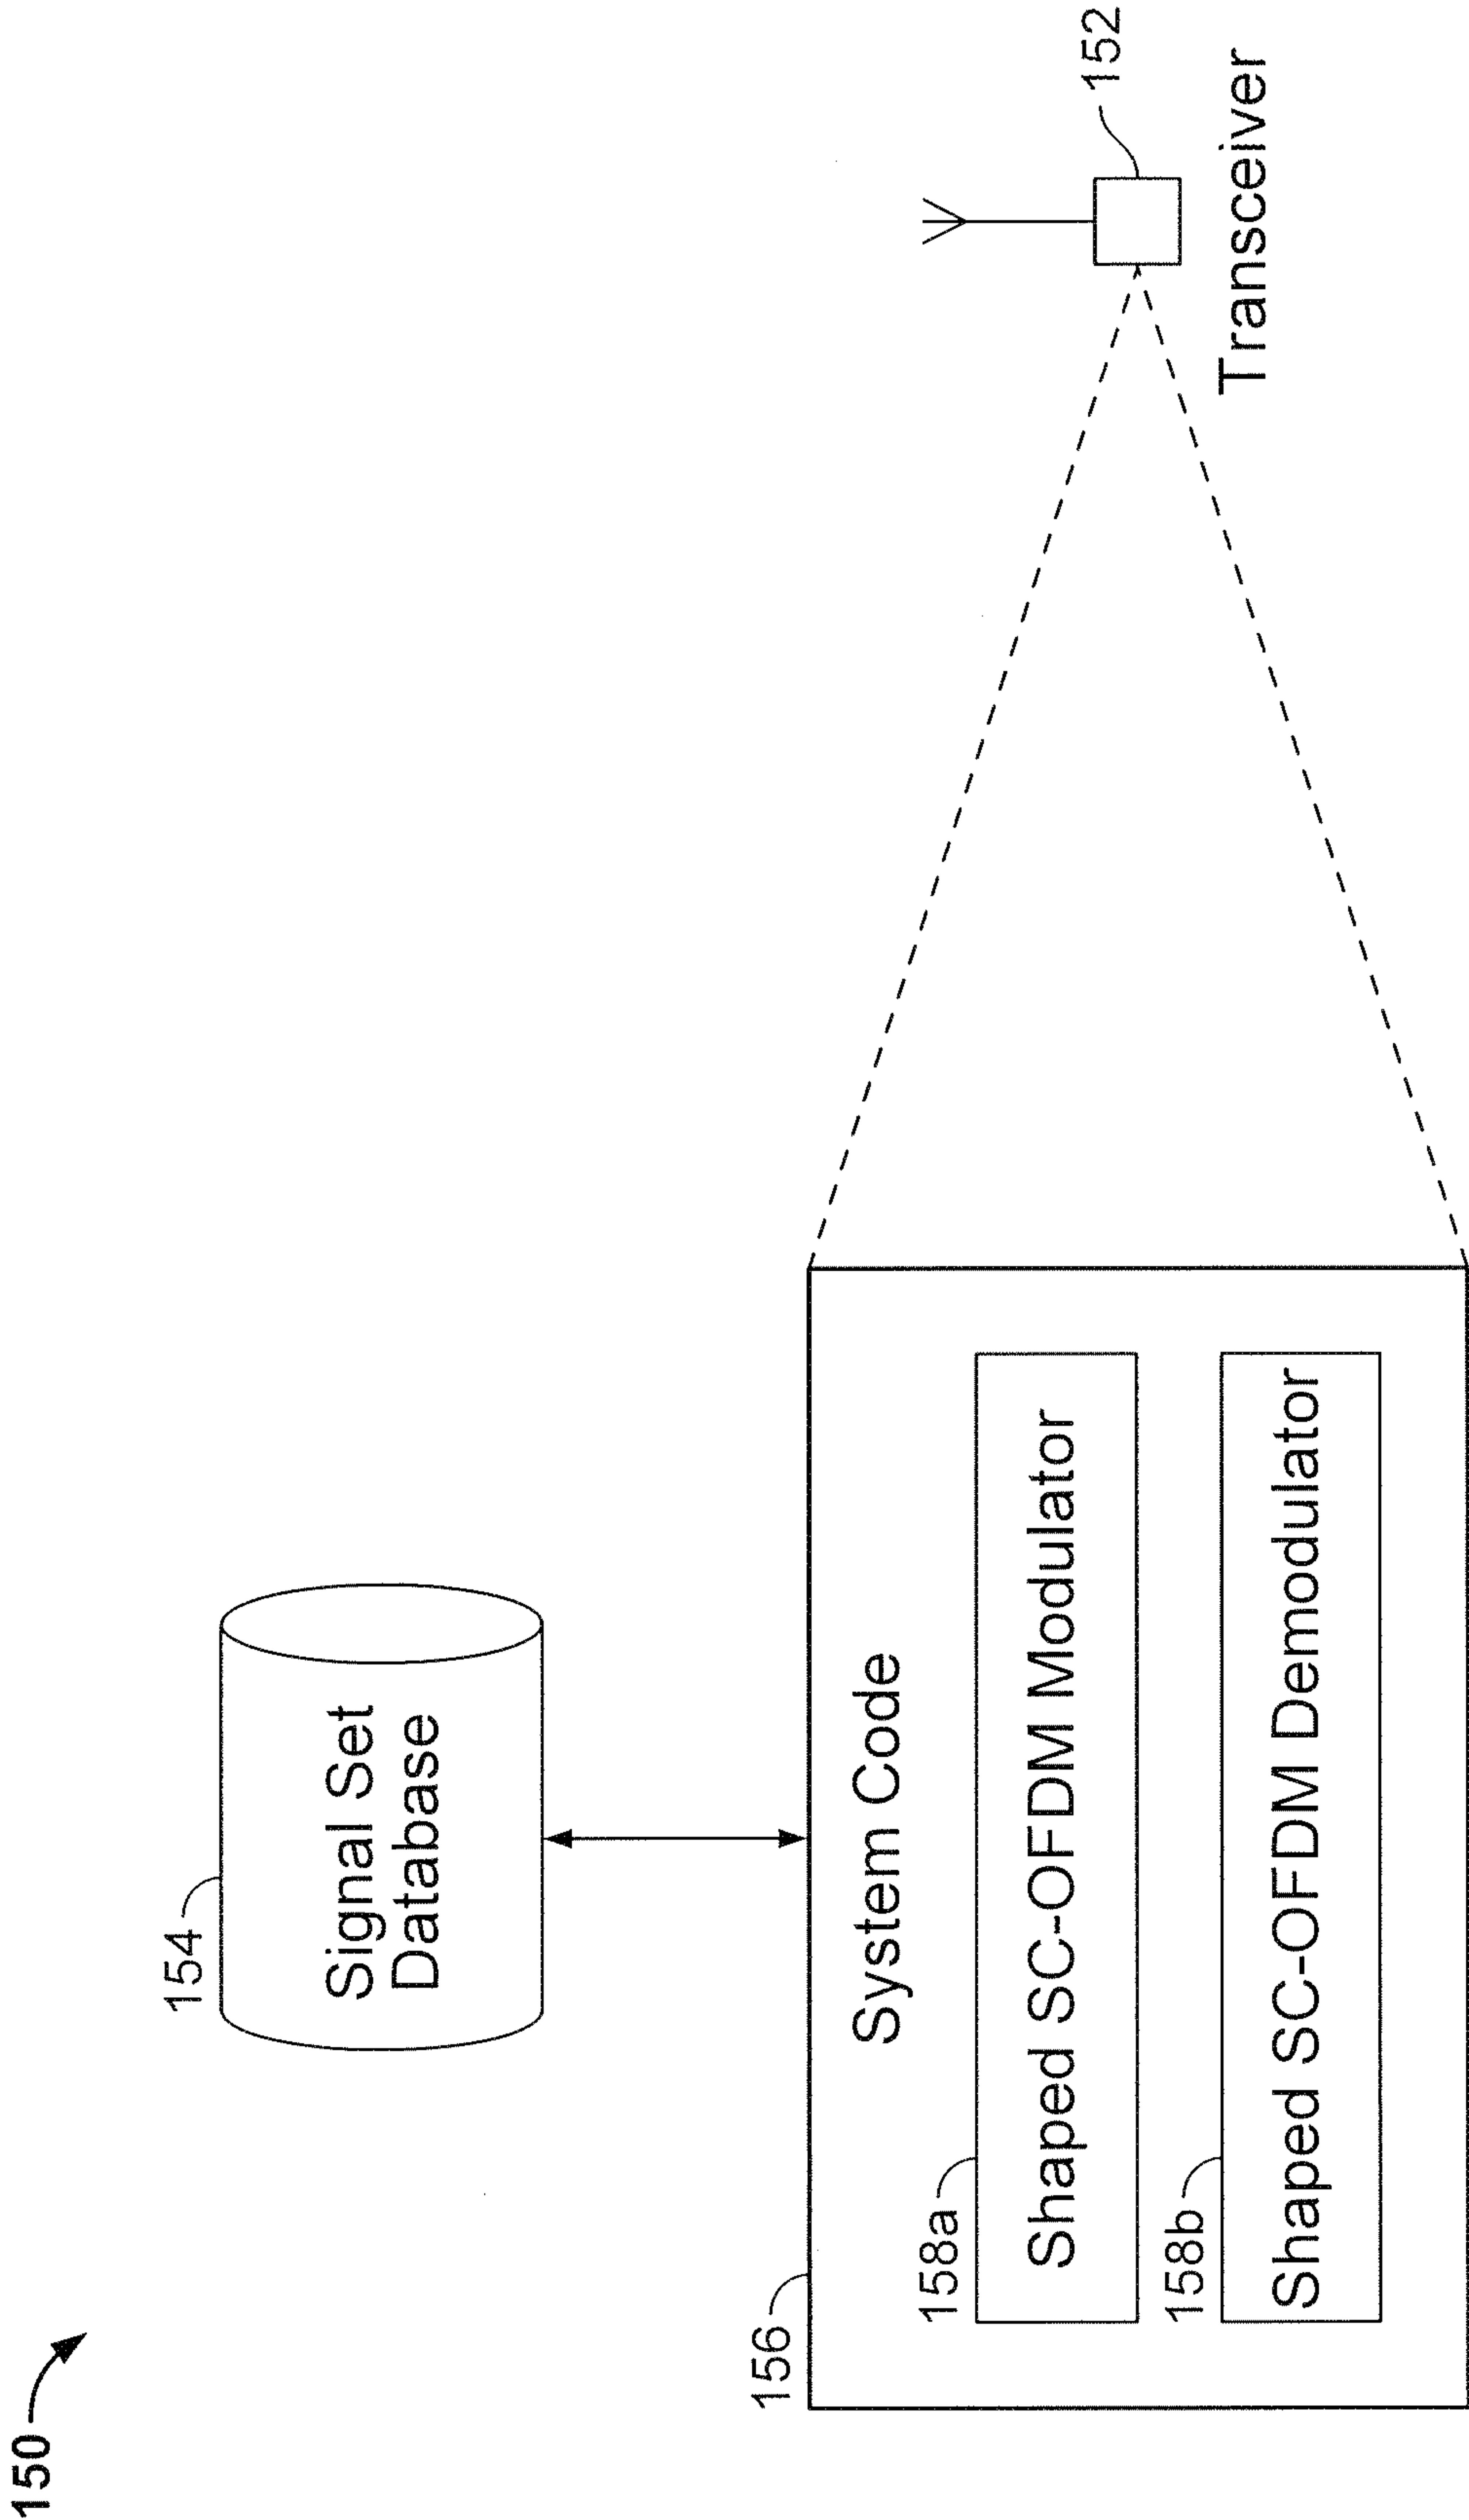 150
154
Signal Set
Database
156
System Code
158a
Shaped SC-OFDM Modulator
158b
Shaped SC-OFDM Demodulator
152
Transceiver